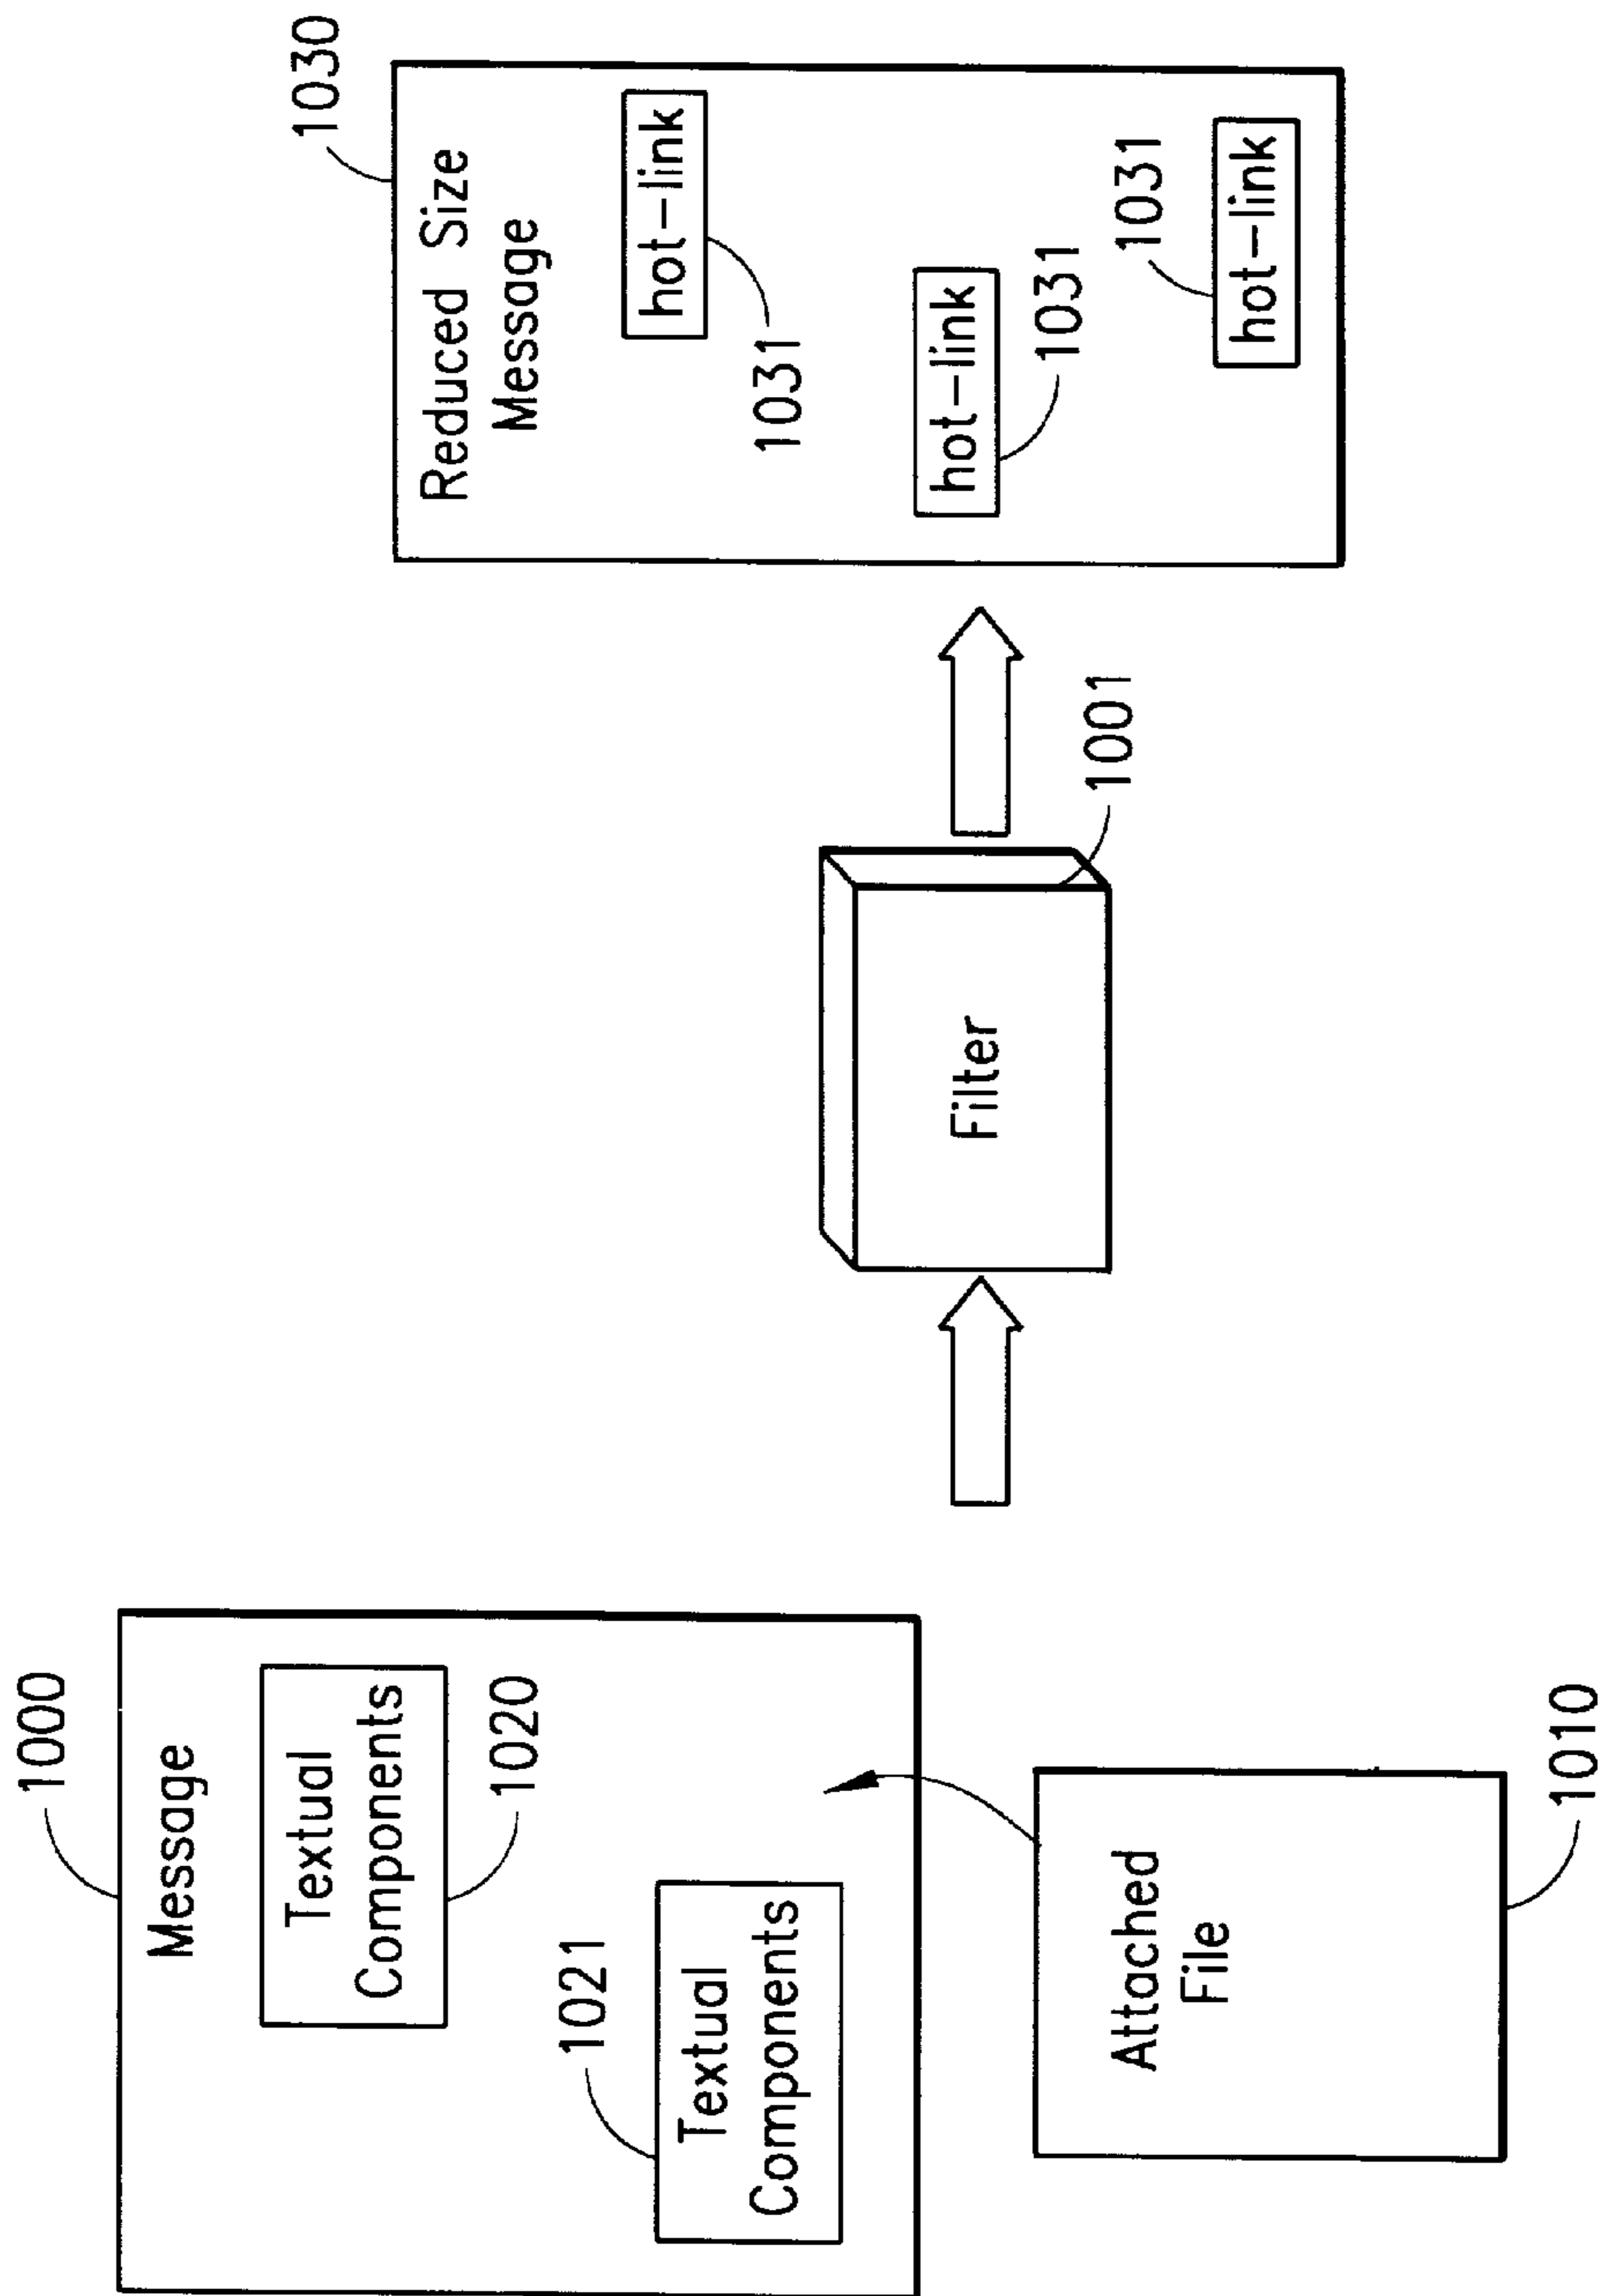 1000
Message
Textual
Components
1020
1021
Textual
Components
Attached
File
1010
Filter
1001
1030
Reduced Size
Message
hot-link
1031
hot-link
1031
1031
hot-link